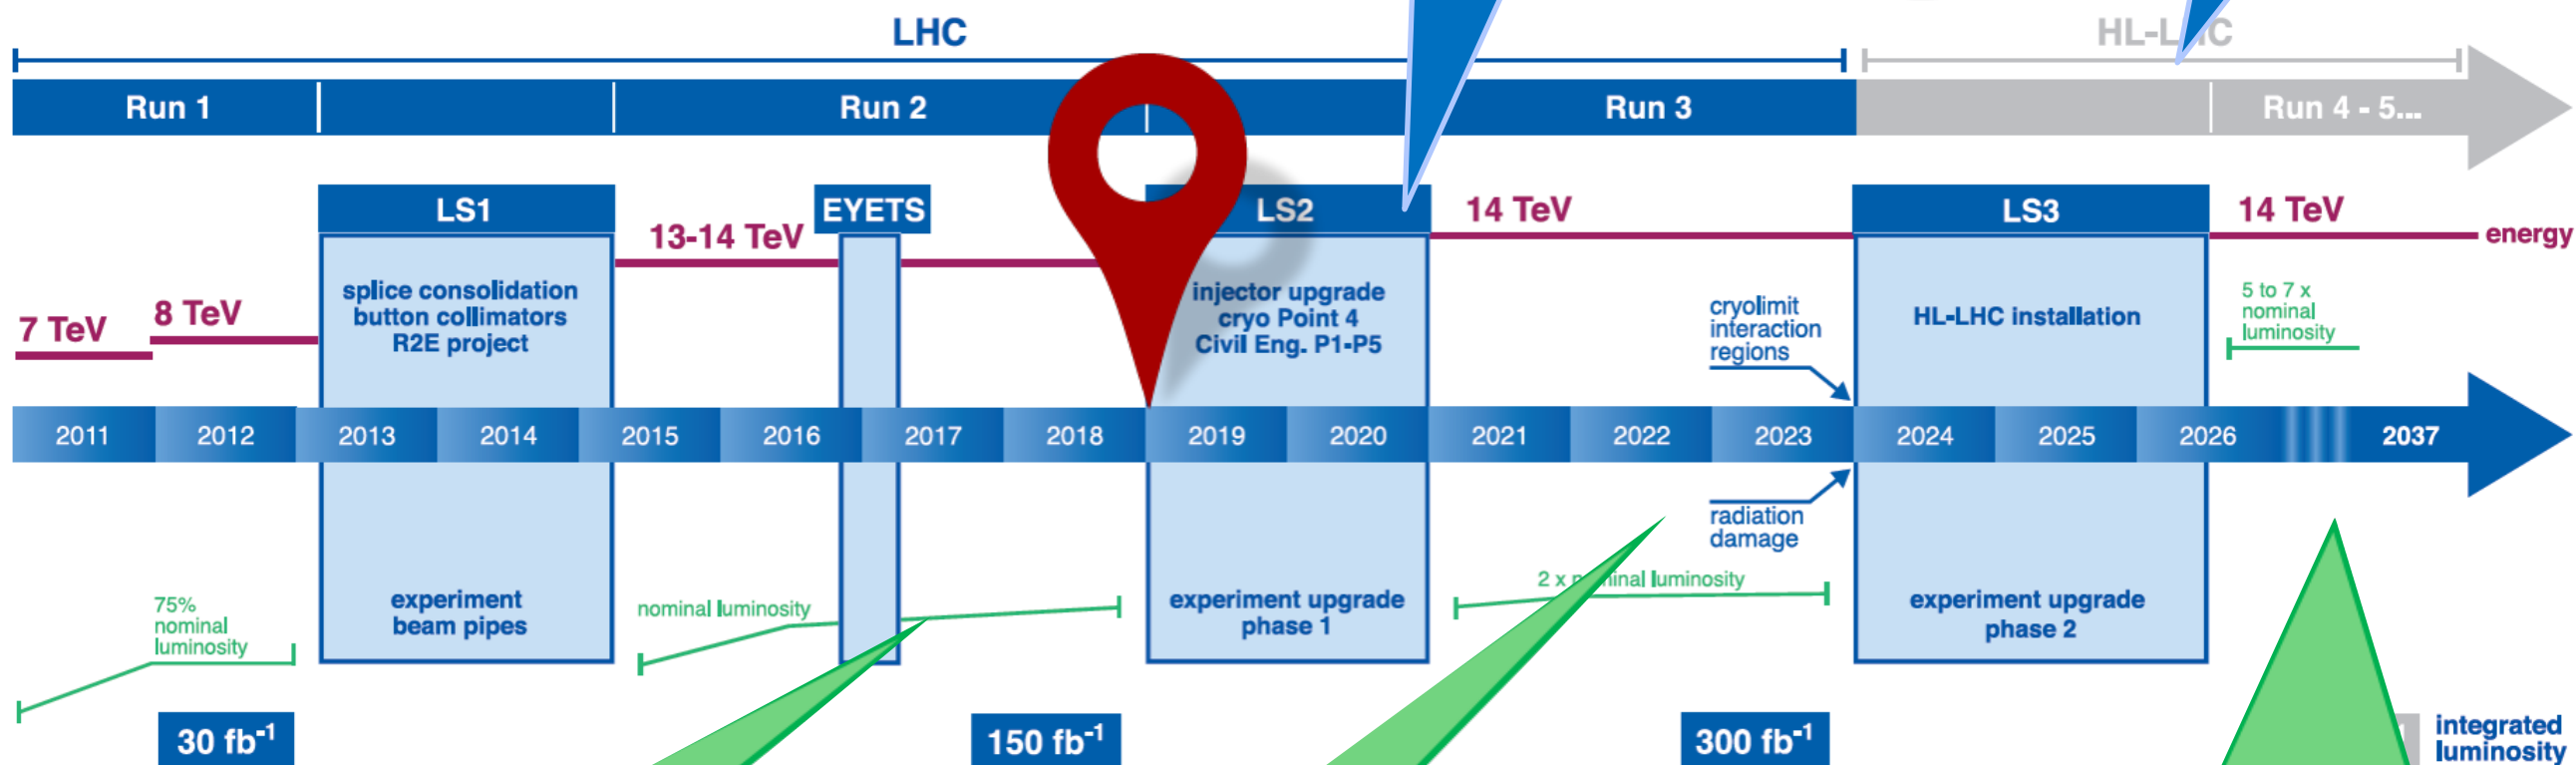 LHC
HL-LHC
Run 1
Run 2
Run 3
Run 4 - 5...
LS1
EYETS
LS2
14 TeV
LS3
14 TeV
13-14 TeV
energy
7 TeV
8 TeV
splice consolidation
button collimators
R2E project
injector upgrade
cryo Point 4
Civil Eng. P1-P5
cryolimit
interaction
regions
HL-LHC installation
5 to 7 x
nominal
luminosity
2011
2012
2013
2014
2015
2016
2017
2018
2019
2020
2021
2022
2023
2024
2025
2026
2037
radiation
damage
75%
nominal
luminosity
experiment
beam pipes
nominal luminosity
experiment upgrade
phase 1
2 x nominal luminosity
experiment upgrade
phase 2
30 fb⁻¹
150 fb⁻¹
300 fb⁻¹
integrated
luminosity